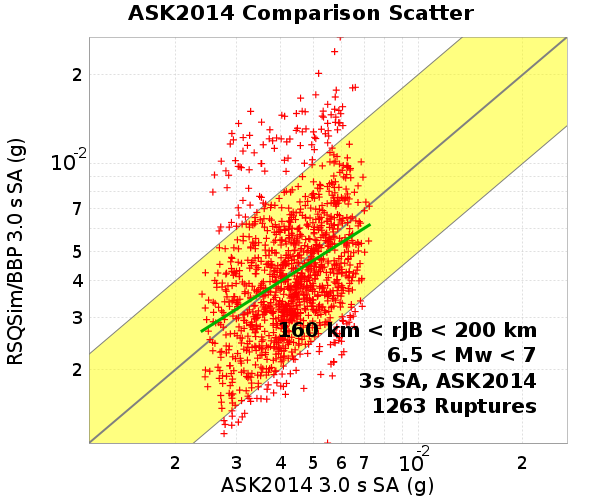 ASK2014 Comparison Scatter
RSQSim/BBP 3.0 s SA (g)
2
10-2
7
5
4
3
2
160 km < rJB < 200 km
6.5 < Mw < 7
3s SA, ASK2014
1263 Ruptures
2 3 4 5 6 7 10-2 2
ASK2014 3.0 s SA (g)